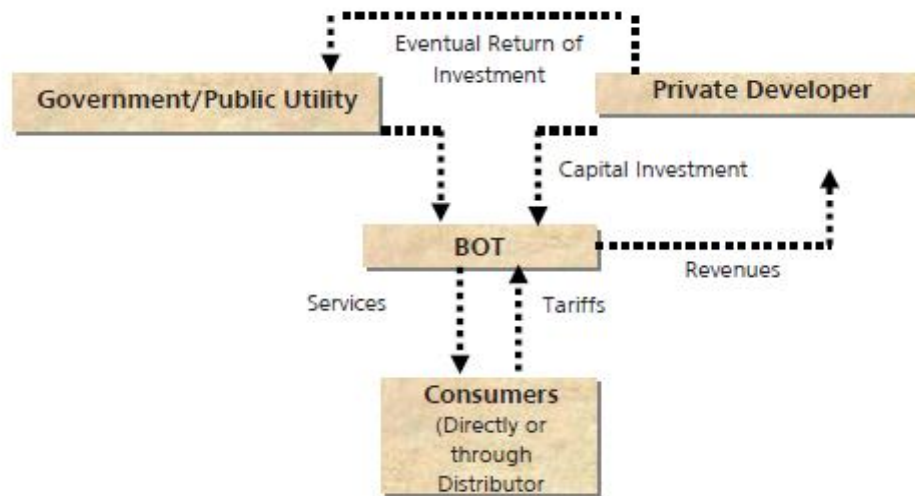 Eventual Return of
Investment
Government/Public Utility
Private Developer
Capital Investment
BOT
Revenues
Services
Tariffs
Consumers
(Directly or
through
Distributor